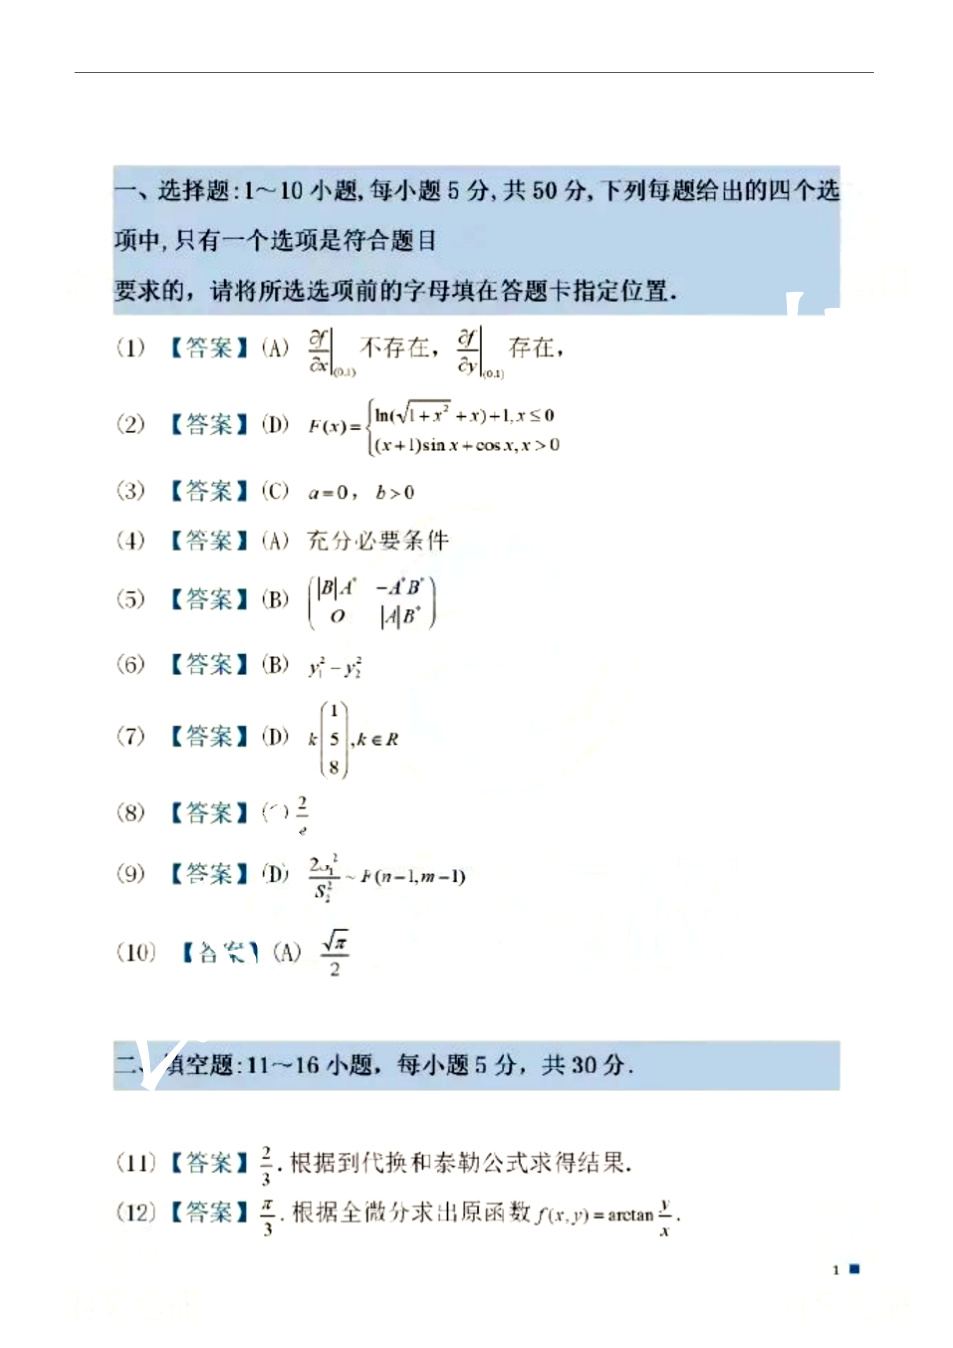 一、选择题:1～10 小题,每小题 5 分,共 50 分,下列每题给出的四个选
项中,只有一个选项是符合题目
要求的，请将所选选项前的字母填在答题卡指定位置.
(1) 【答案】(A) ∂f/∂x|(0,1) 不存在，∂f/∂y|(0,1) 存在，
(2) 【答案】(D) F(x)={ln(√(1+x²)+x)+1,x≤0 (x+1)sin x+cos x,x>0
(3) 【答案】(C) a=0，b>0
(4) 【答案】(A) 充分必要条件
(5) 【答案】(B) (|B|A* −A*B* O |A|B*)
(6) 【答案】(B) y₁²−y₂²
(7) 【答案】(D) k(1 5 8),k∈R
(8) 【答案】 2/e
(9) 【答案】(D) 2S₁²/S₂² ~ F(n−1,m−1)
(10) 【答案】(A) √π/2
二、填空题:11～16 小题，每小题 5 分，共 30 分.
(11)【答案】2/3.根据到代换和泰勒公式求得结果.
(12)【答案】π/3.根据全微分求出原函数 f(x,y)=arctan y/x.
1